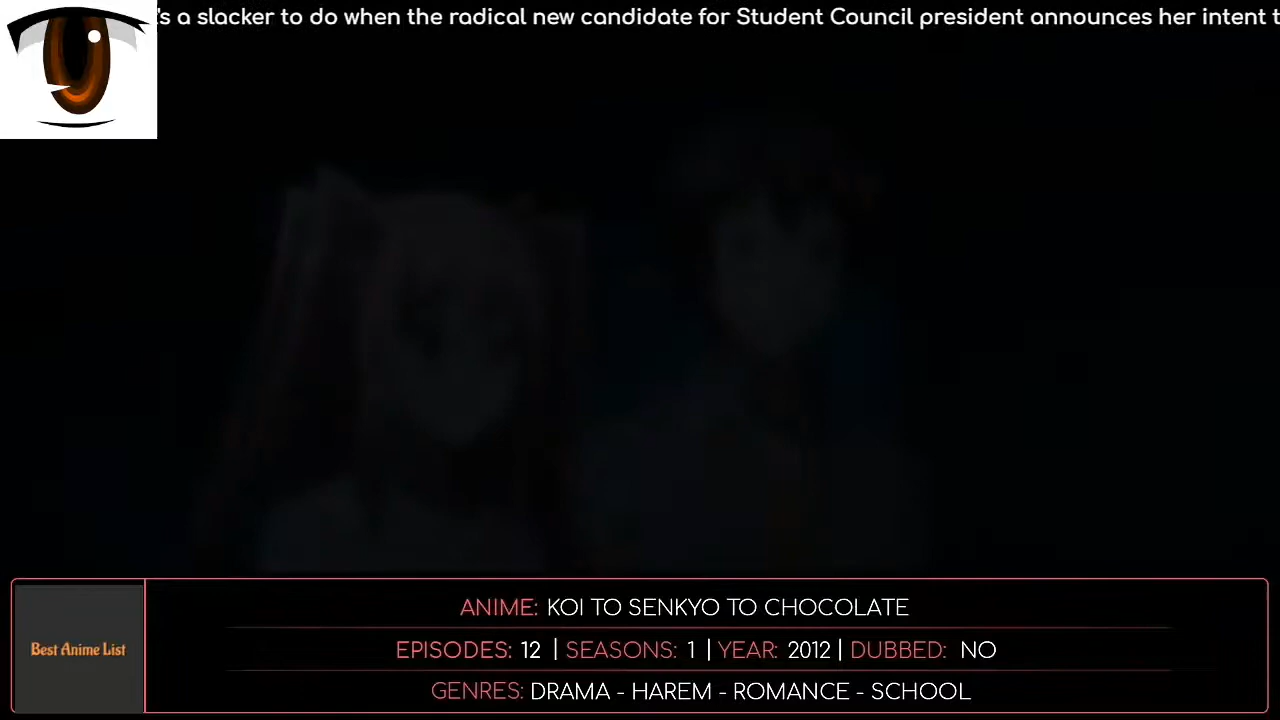 's a slacker to do when the radical new candidate for Student Council president announces her intent t
Best Anime List
ANIME: KOI TO SENKYO TO CHOCOLATE
EPISODES: 12 | SEASONS: 1 | YEAR: 2012 | DUBBED: NO
GENRES: DRAMA - HAREM - ROMANCE - SCHOOL